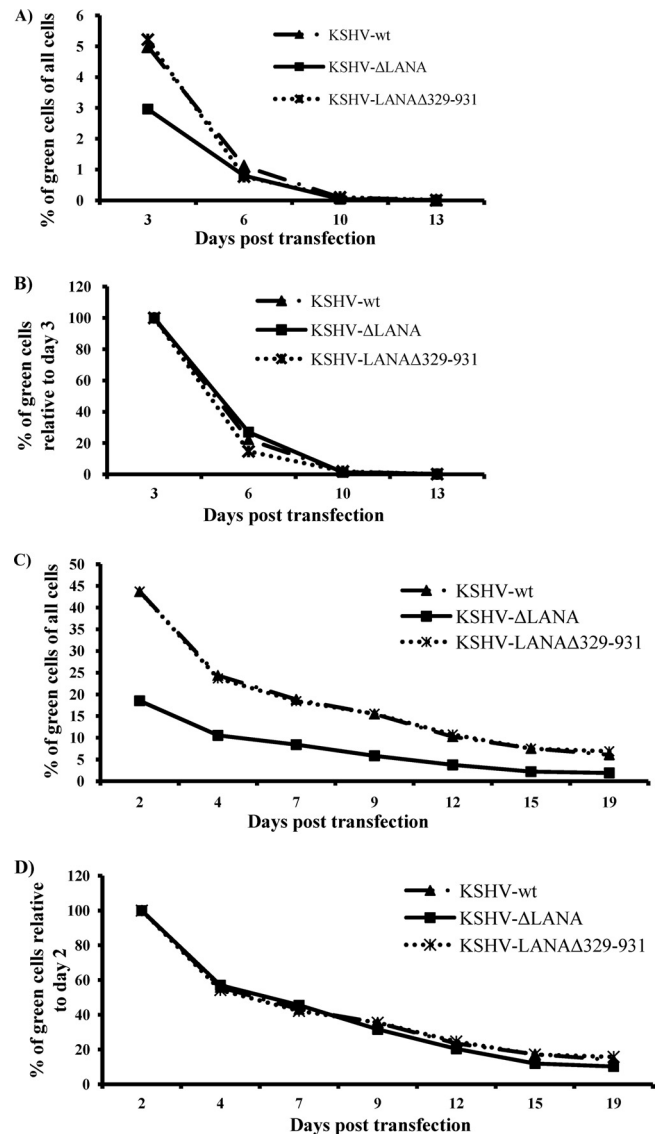 A)
% of green cells of all cells
6
5
4
3
2
1
0
KSHV-wt
KSHV-ΔLANA
KSHV-LANAΔ329-931
3 6 10 13
Days post transfection
B)
% of green cells
relative to day 3
120
100
80
60
40
20
0
KSHV-wt
KSHV-ΔLANA
KSHV-LANAΔ329-931
3 6 10 13
Days post transfection
C)
% of green cells of all cells
50
45
40
35
30
25
20
15
10
5
0
KSHV-wt
KSHV-ΔLANA
KSHV-LANAΔ329-931
2 4 7 9 12 15 19
Days post transfection
D)
% of green cells relative
to day 2
120
100
80
60
40
20
0
KSHV-wt
KSHV-ΔLANA
KSHV-LANAΔ329-931
2 4 7 9 12 15 19
Days post transfection